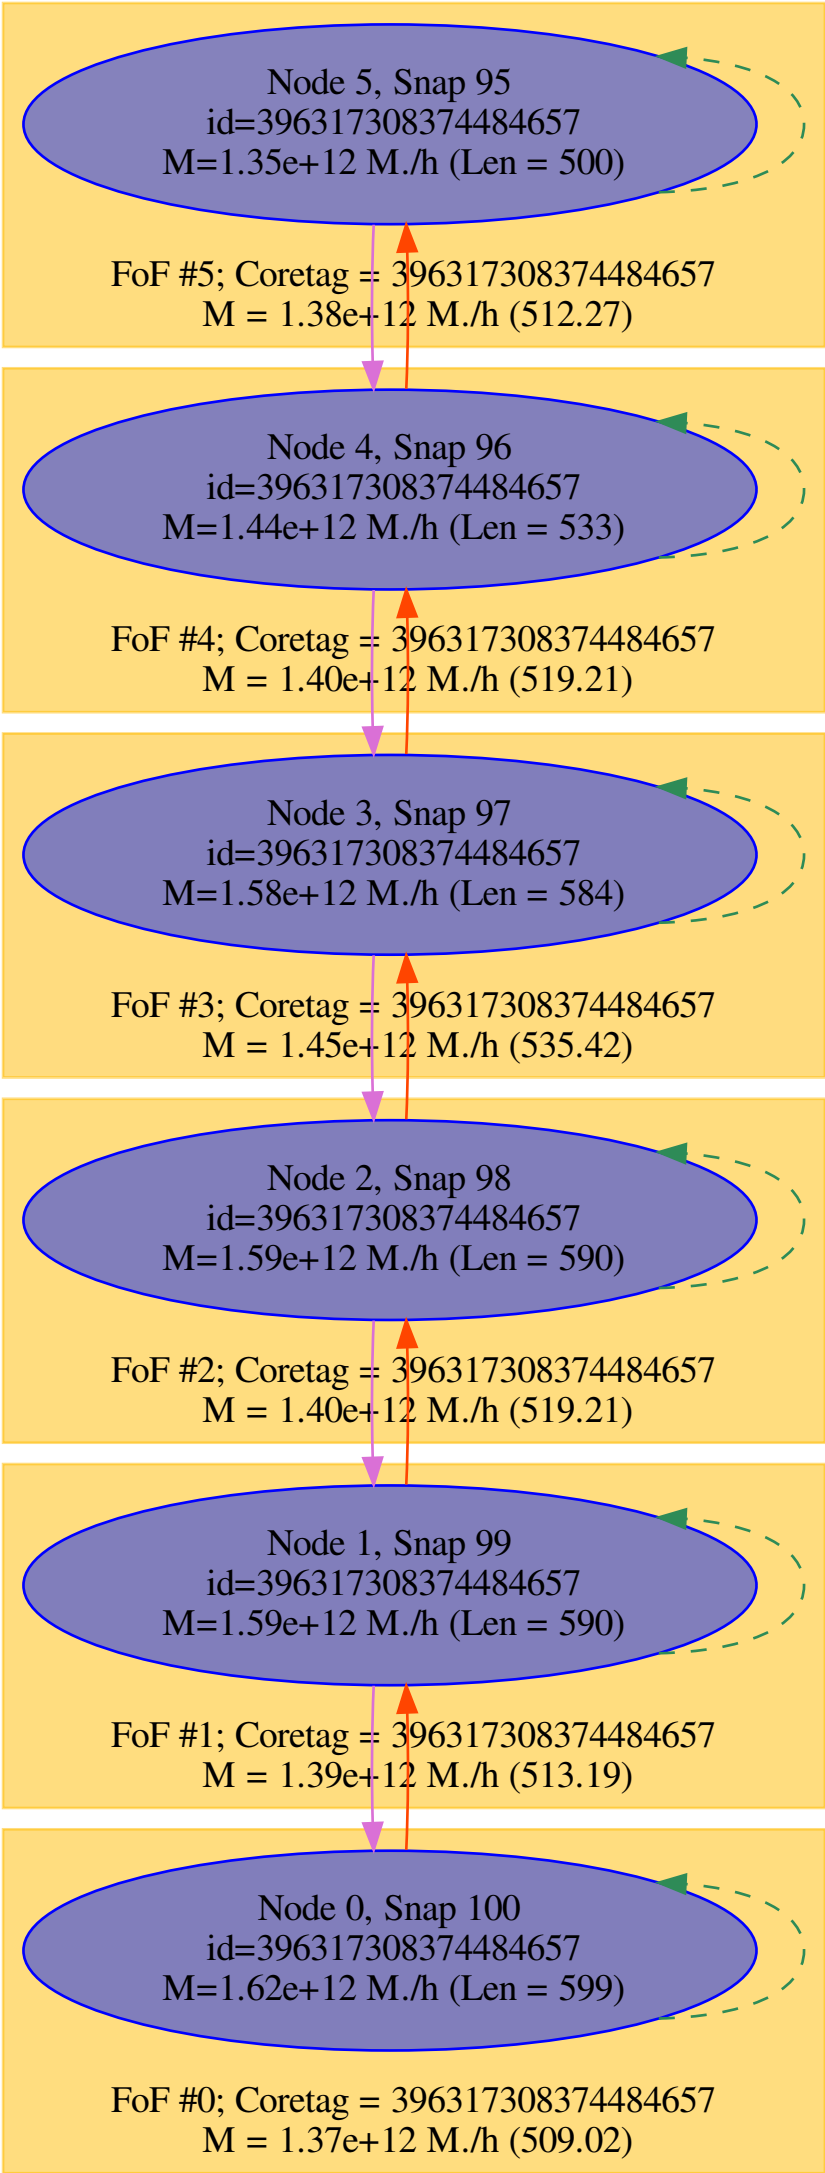 Node 5, Snap 95
id=396317308374484657
M=1.35e+12 M./h (Len = 500)
FoF #5; Coretag = 396317308374484657
M = 1.38e+12 M./h (512.27)
Node 4, Snap 96
id=396317308374484657
M=1.44e+12 M./h (Len = 533)
FoF #4; Coretag = 396317308374484657
M = 1.40e+12 M./h (519.21)
Node 3, Snap 97
id=396317308374484657
M=1.58e+12 M./h (Len = 584)
FoF #3; Coretag = 396317308374484657
M = 1.45e+12 M./h (535.42)
Node 2, Snap 98
id=396317308374484657
M=1.59e+12 M./h (Len = 590)
FoF #2; Coretag = 396317308374484657
M = 1.40e+12 M./h (519.21)
Node 1, Snap 99
id=396317308374484657
M=1.59e+12 M./h (Len = 590)
FoF #1; Coretag = 396317308374484657
M = 1.39e+12 M./h (513.19)
Node 0, Snap 100
id=396317308374484657
M=1.62e+12 M./h (Len = 599)
FoF #0; Coretag = 396317308374484657
M = 1.37e+12 M./h (509.02)